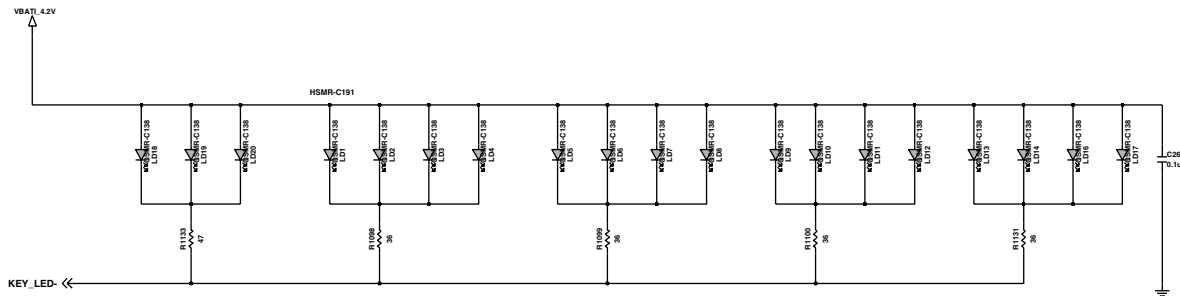 VBATI_4.2V
HSMR-C191
HSMR-C138
LD18
HSMR-C138
LD19
HSMR-C138
LD20
HSMR-C138
LD1
HSMR-C138
LD2
HSMR-C138
LD3
HSMR-C138
LD4
HSMR-C138
LD5
HSMR-C138
LD6
HSMR-C138
LD7
HSMR-C138
LD8
HSMR-C138
LD9
HSMR-C138
LD10
HSMR-C138
LD11
HSMR-C138
LD12
HSMR-C138
LD13
HSMR-C138
LD14
HSMR-C138
LD16
HSMR-C138
LD17
C26
0.1u
R1133
47
R1098
36
R1099
36
R1100
36
R1131
36
KEY_LED-